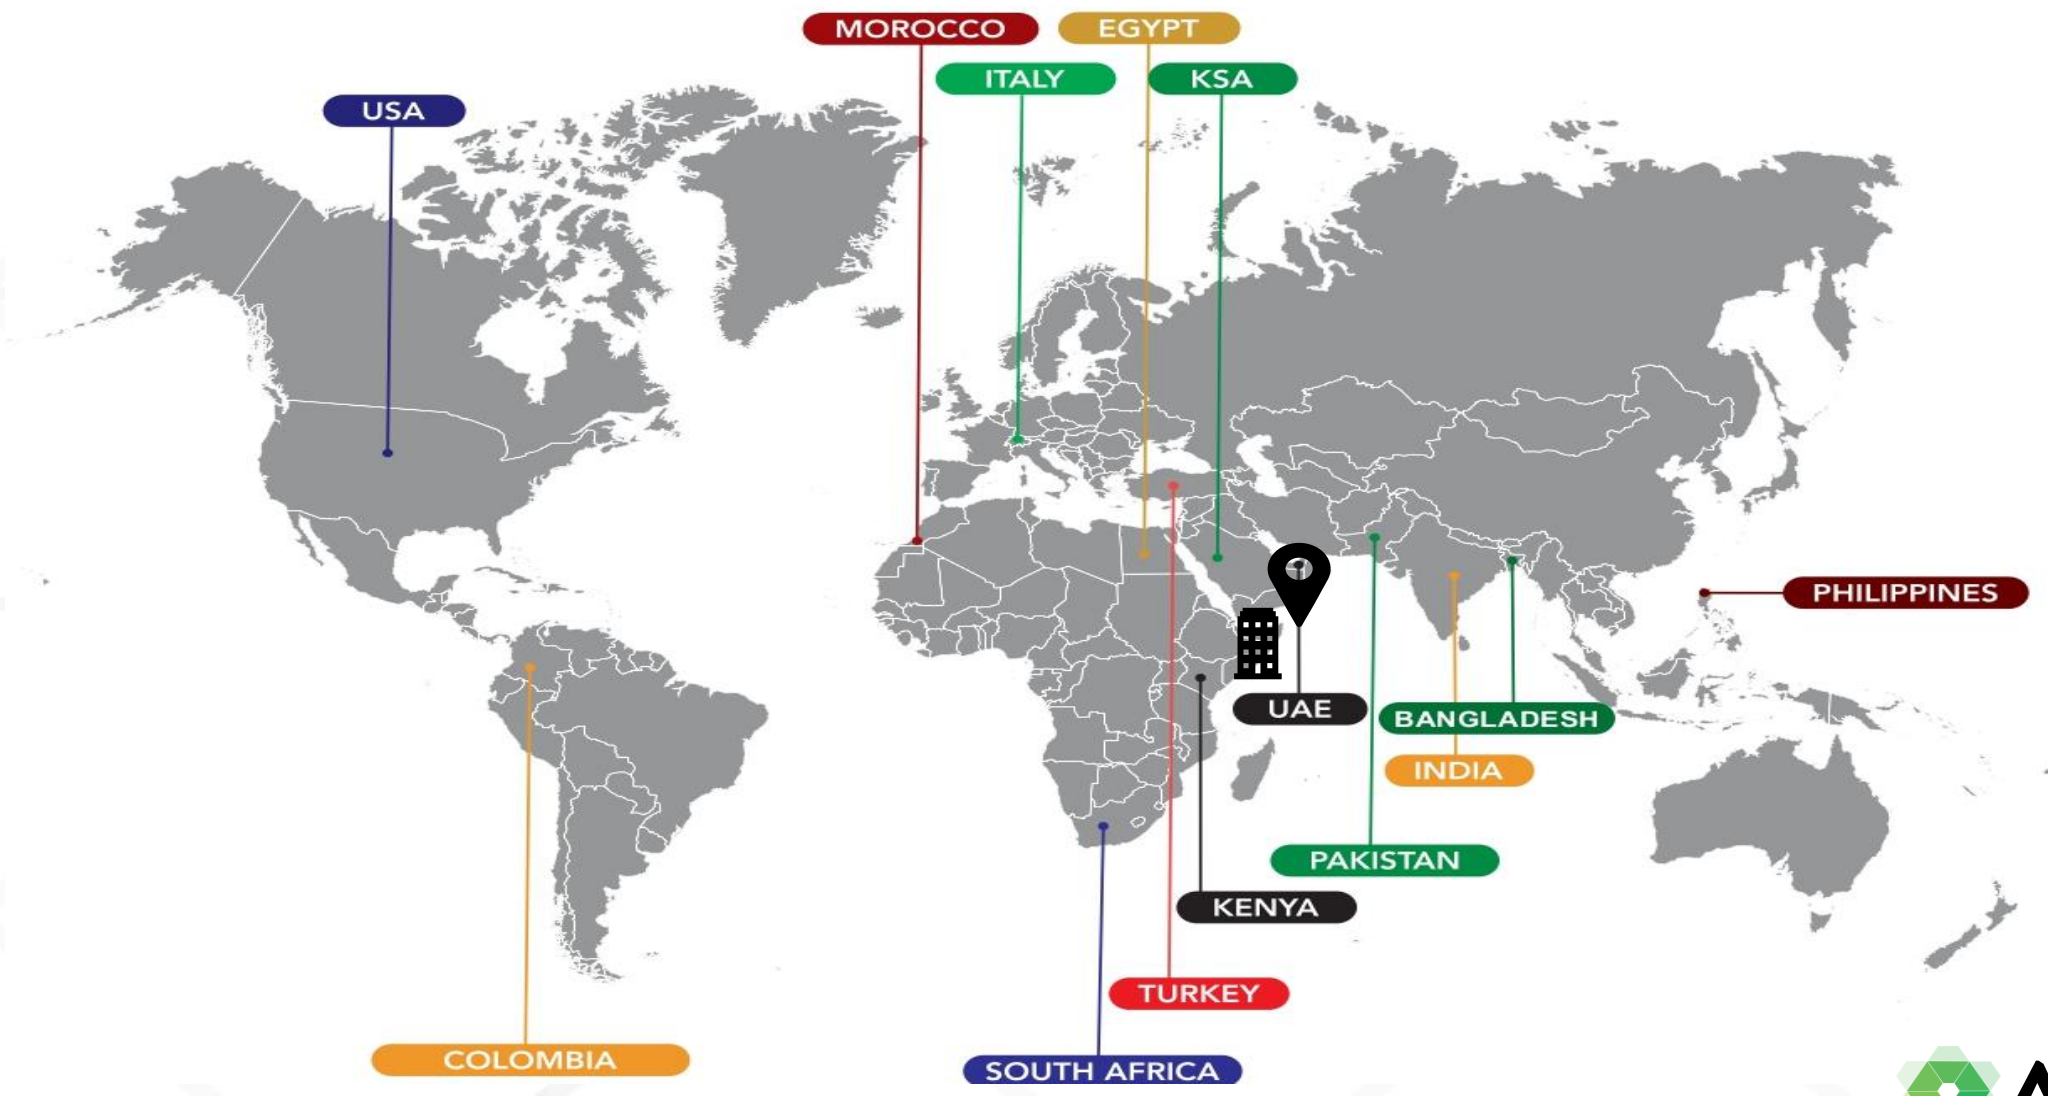 MOROCCO
EGYPT
ITALY
KSA
USA
PHILIPPINES
UAE
BANGLADESH
INDIA
PAKISTAN
KENYA
TURKEY
COLOMBIA
SOUTH AFRICA